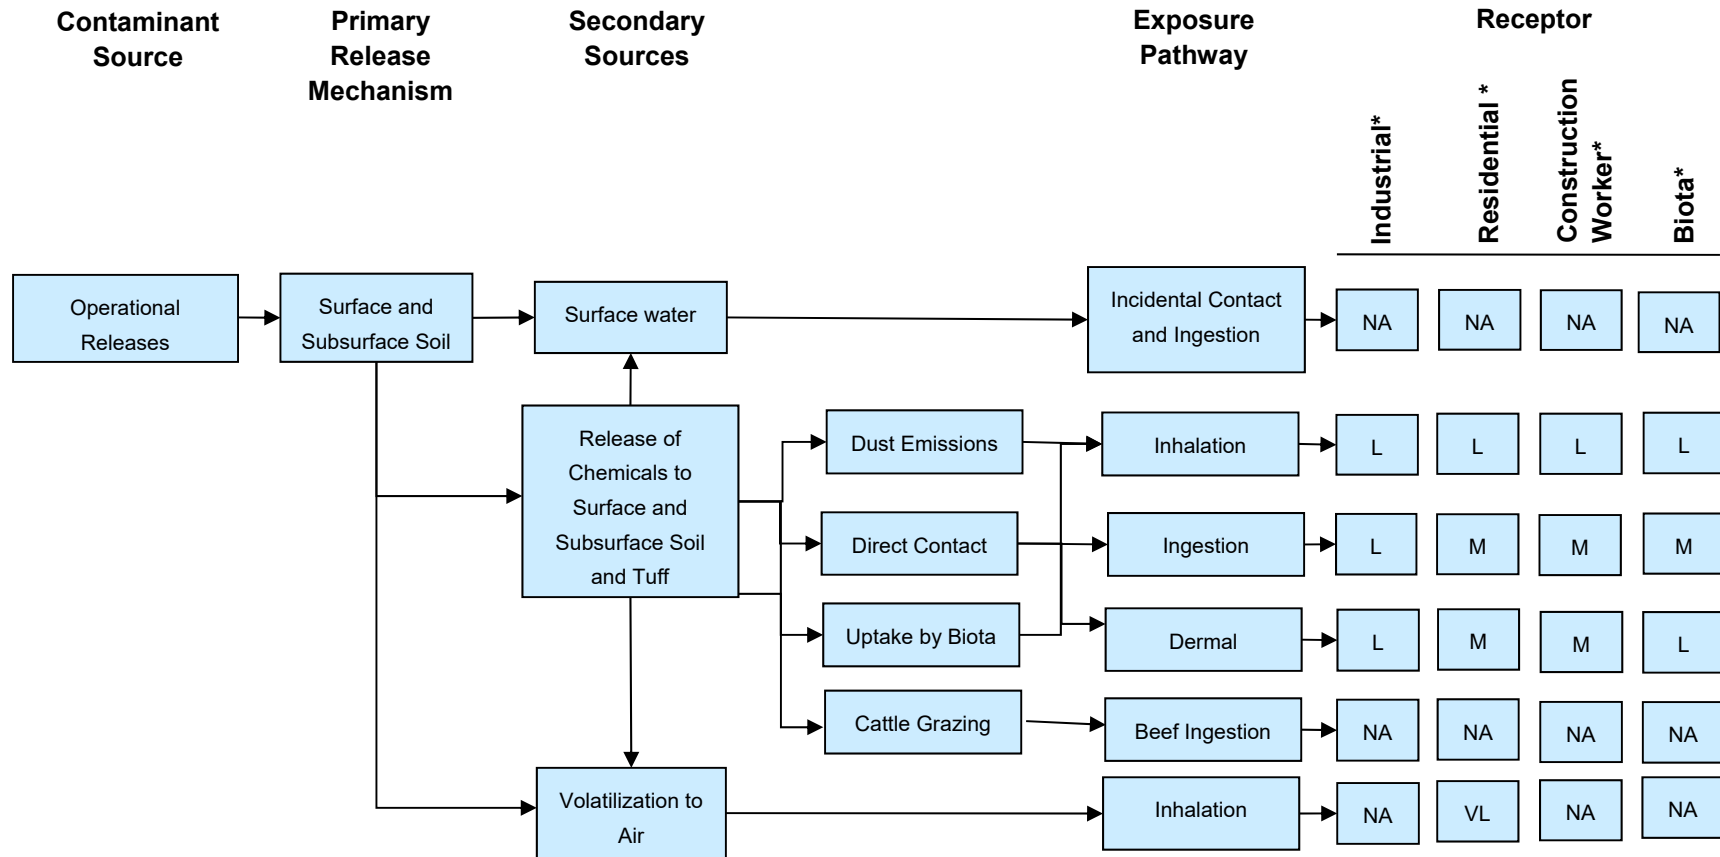 Contaminant
Source
Primary
Release
Mechanism
Secondary
Sources
Exposure
Pathway
Receptor
Industrial*
Residential *
Construction
Worker*
Biota*
Operational
Releases
Surface and
Subsurface Soil
Surface water
Incidental Contact
and Ingestion
NA
NA
NA
NA
Release of
Chemicals to
Surface and
Subsurface Soil
and Tuff
Dust Emissions
Inhalation
L
L
L
L
Direct Contact
Ingestion
L
M
M
M
Uptake by Biota
Dermal
L
M
M
L
Cattle Grazing
Beef Ingestion
NA
NA
NA
NA
Volatilization to
Air
Inhalation
NA
VL
NA
NA